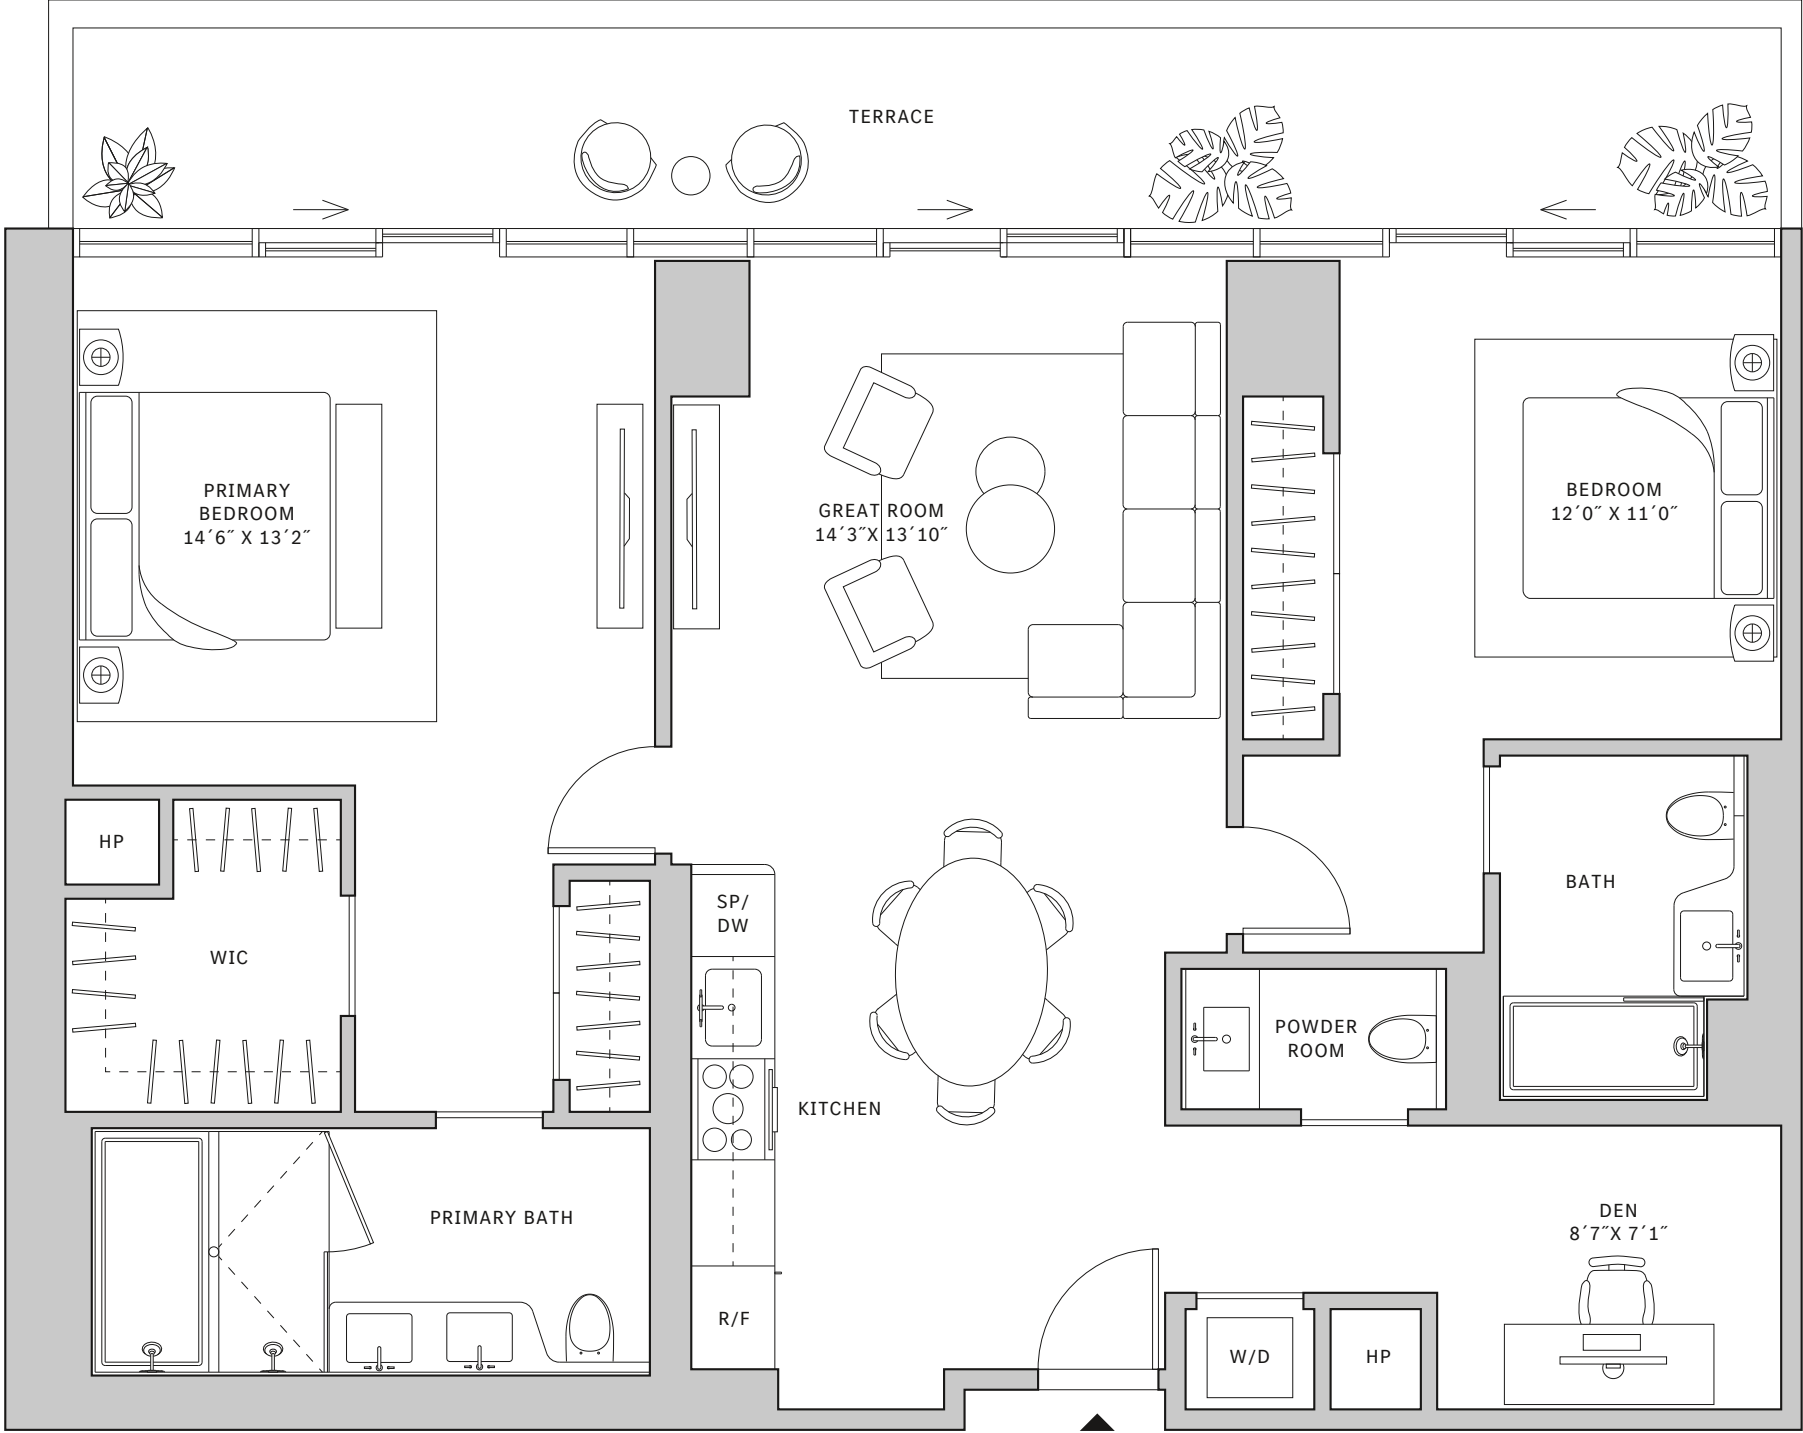 TERRACE
PRIMARY
BEDROOM
14´6˝ X 13´2˝
GREAT ROOM
14´3˝X 13´10˝
BEDROOM
12´0˝ X 11´0˝
HP
WIC
SP/
DW
BATH
POWDER
ROOM
KITCHEN
PRIMARY BATH
DEN
8´7˝X 7´1˝
R/F
W/D
HP